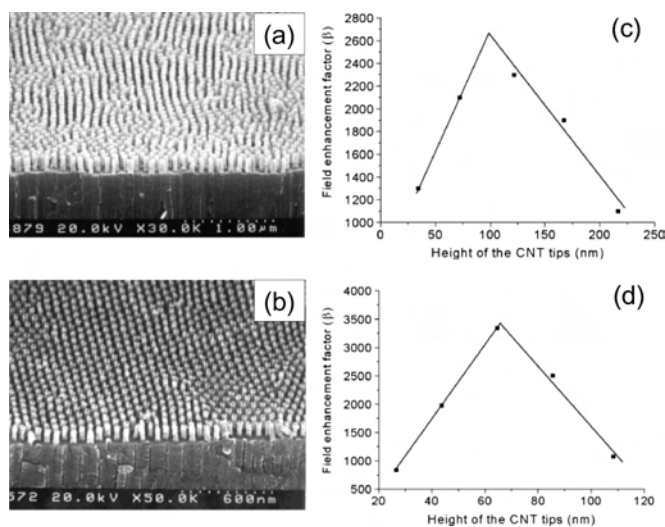 (a)
879 20.0kV X30.0K 1.00µm
(b)
572 20.0kV X50.0K 600nm
(c)
Field enhancement factor (β)
2800
2600
2400
2200
2000
1800
1600
1400
1200
1000
0 50 100 150 200 250
Height of the CNT tips (nm)
(d)
Field enhancement factor (β)
4000
3500
3000
2500
2000
1500
1000
500
20 40 60 80 100 120
Height of the CNT tips (nm)